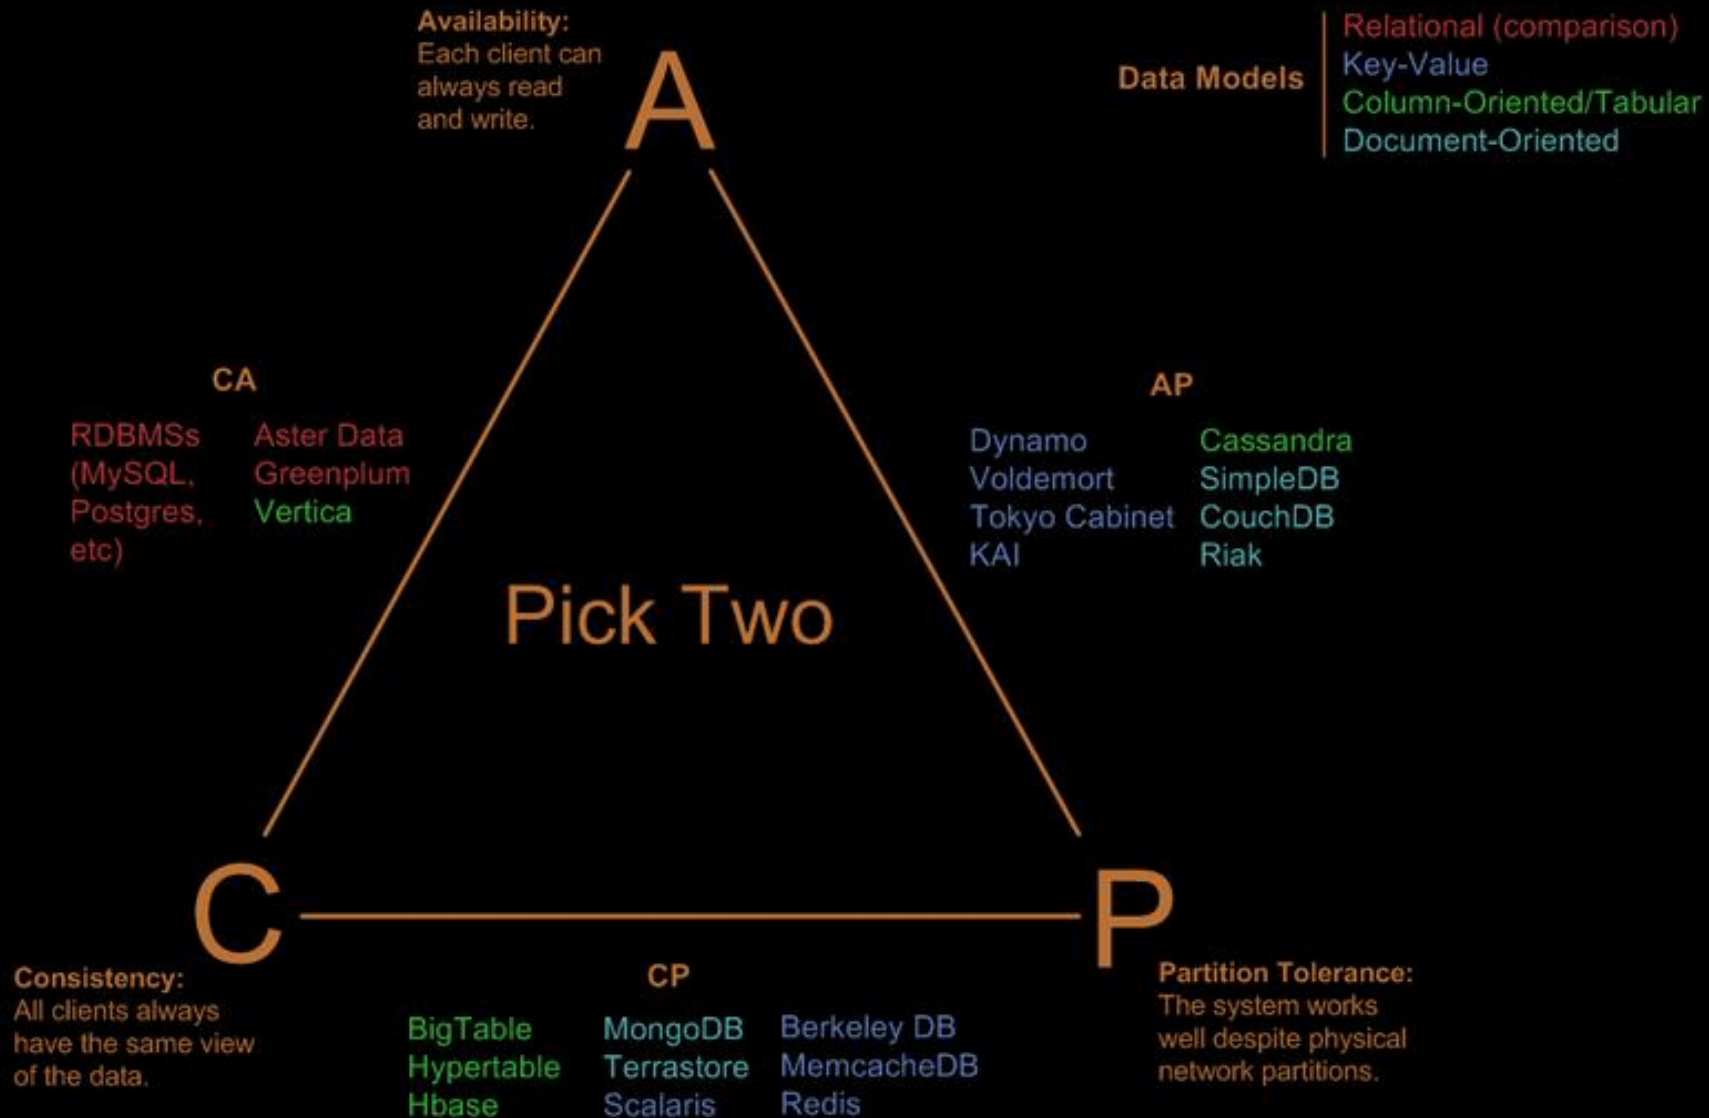 Availability:
Each client can
always read
and write.
A
Data Models
Relational (comparison)
Key-Value
Column-Oriented/Tabular
Document-Oriented
CA
RDBMSs
(MySQL,
Postgres,
etc)
Aster Data
Greenplum
Vertica
AP
Dynamo
Voldemort
Tokyo Cabinet
KAI
Cassandra
SimpleDB
CouchDB
Riak
Pick Two
C
P
Consistency:
All clients always
have the same view
of the data.
CP
BigTable
Hypertable
Hbase
MongoDB
Terrastore
Scalaris
Berkeley DB
MemcacheDB
Redis
Partition Tolerance:
The system works
well despite physical
network partitions.